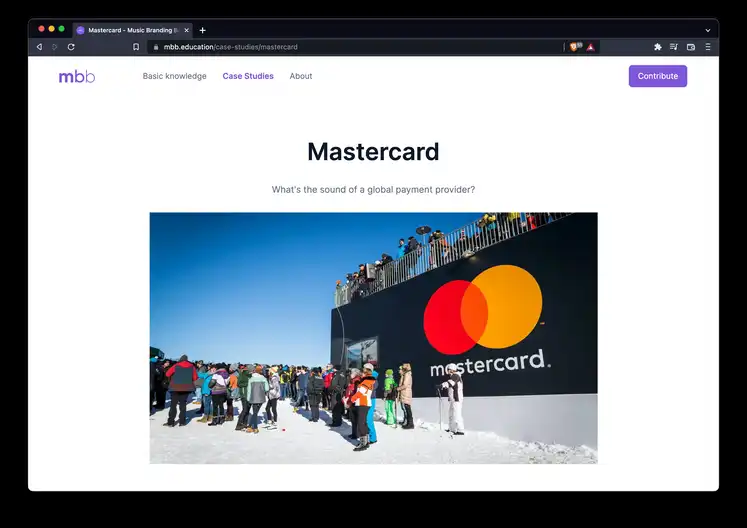 Mastercard - Music Branding B
mbb.education/case-studies/mastercard
mbb
Basic knowledge
Case Studies
About
Contribute
Mastercard
What's the sound of a global payment provider?
mastercard.